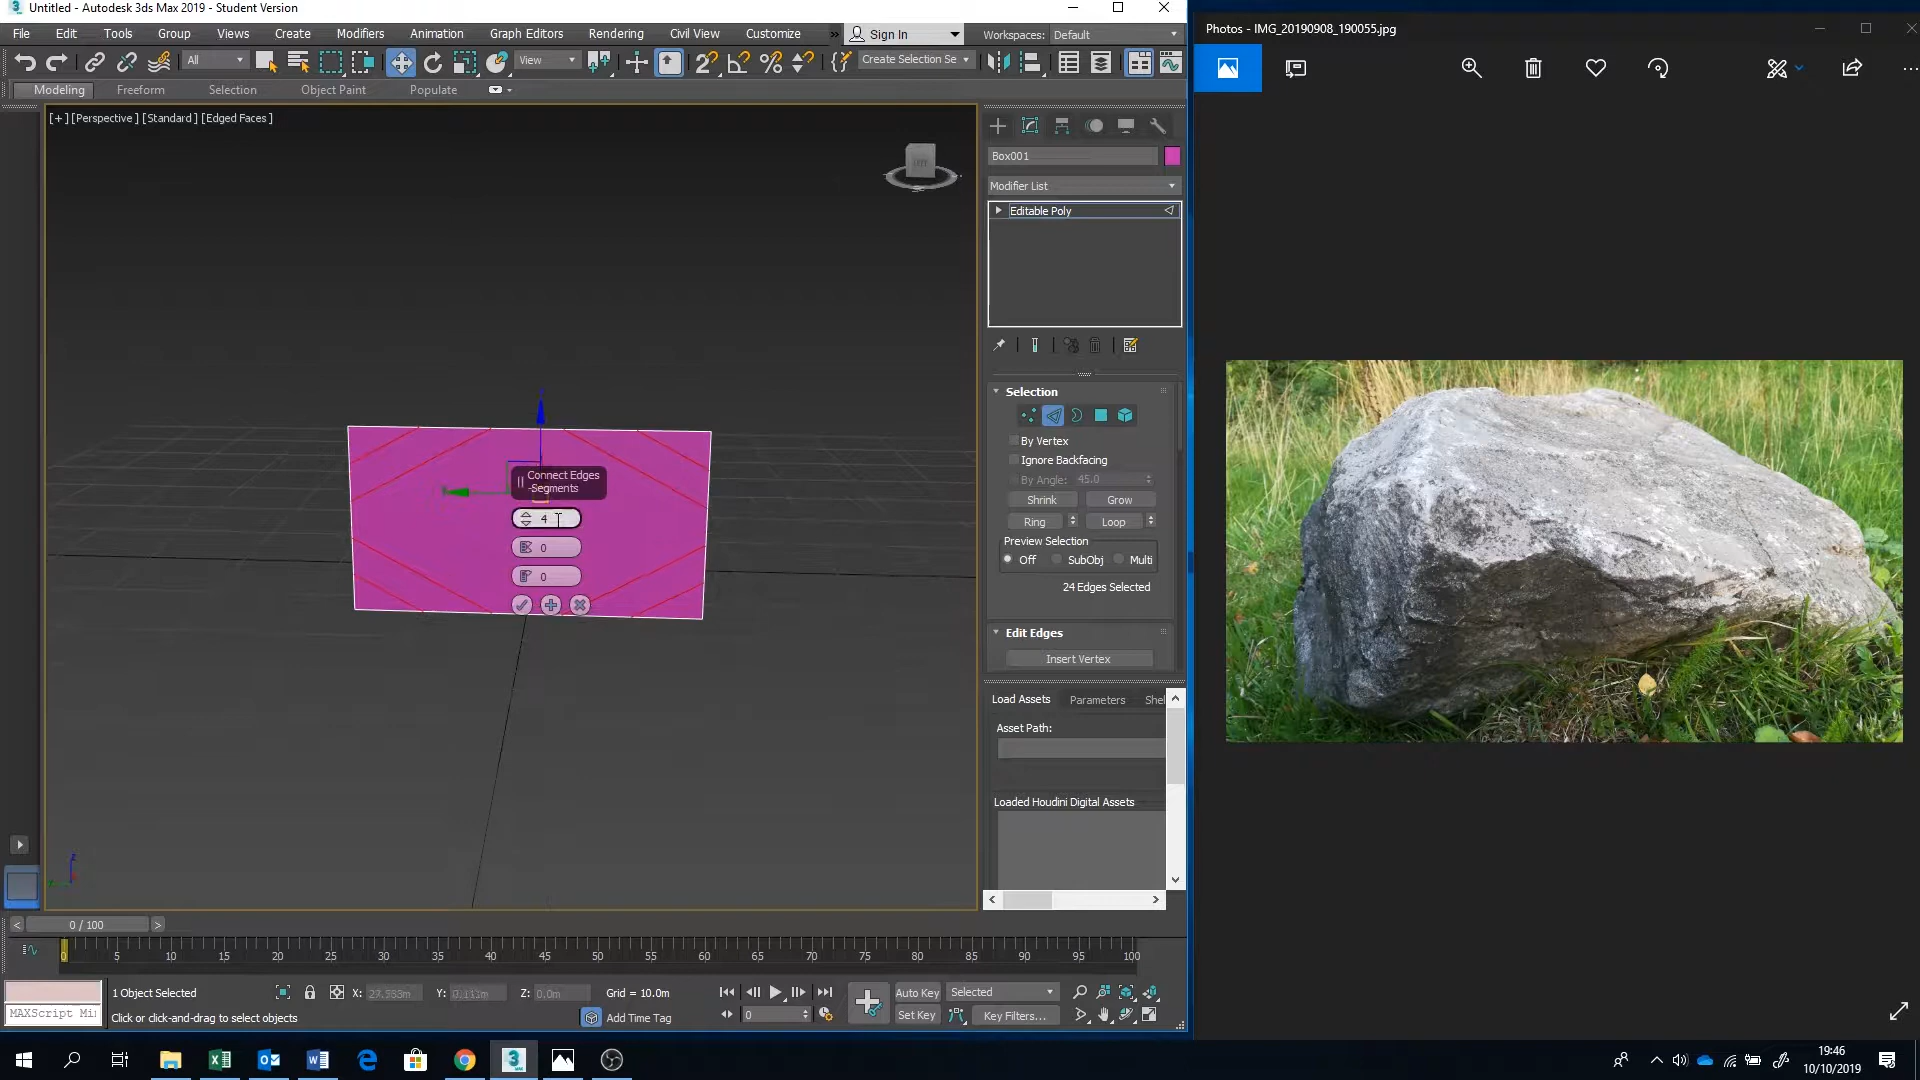 Untitled - Autodesk 3ds Max 2019 - Student Version
File Edit Tools Group Views Create Modifiers Animation Graph Editors Rendering Civil View Customize » Sign In Workspaces: Default
All View Create Selection Se
Modeling Freeform Selection Object Paint Populate
[+] [Perspective] [Standard] [Edged Faces]
Box001
Modifier List
Editable Poly
Selection
By Vertex
Ignore Backfacing
By Angle: 45.0
Shrink Grow
Ring Loop
Preview Selection
Off SubObj Multi
24 Edges Selected
Edit Edges
Insert Vertex
Load Assets Parameters Shel
Asset Path:
Loaded Houdini Digital Assets
Connect Edges
-Segments
4
0
0
< 0 / 100 >
0 5 10 15 20 25 30 35 40 45 50 55 60 65 70 75 80 85 90 95 100
1 Object Selected X: Y: Z: 0.0m Grid = 10.0m
MAXScript Mi
Click or click-and-drag to select objects
Add Time Tag
0
Auto Key Selected
Set Key Key Filters...
Photos - IMG_20190908_190055.jpg
19:46
10/10/2019